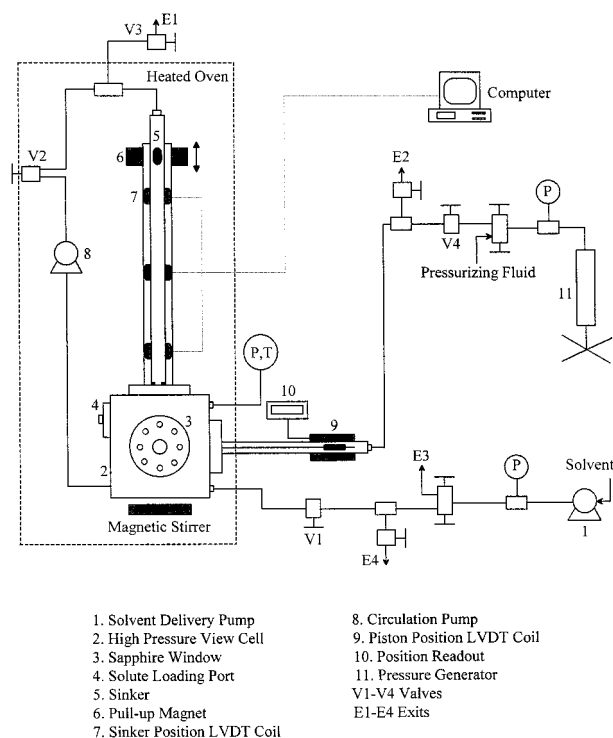 E1
V3
Heated Oven
Computer
5
6
V2
E2
7
P
V4
8
Pressurizing Fluid
11
P,T
10
4
3
9
E3
P
Solvent
2
Magnetic Stirrer
V1
1
E4
1. Solvent Delivery Pump
2. High Pressure View Cell
3. Sapphire Window
4. Solute Loading Port
5. Sinker
6. Pull-up Magnet
7. Sinker Position LVDT Coil
8. Circulation Pump
9. Piston Position LVDT Coil
10. Position Readout
11. Pressure Generator
V1-V4 Valves
E1-E4 Exits